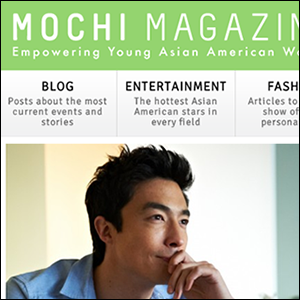 MOCHI MAGAZIN
Empowering Young Asian American W
BLOG
Posts about the most
current events and
stories
ENTERTAINMENT
The hottest Asian
American stars in
every field
FASH
Articles to
show of
persona